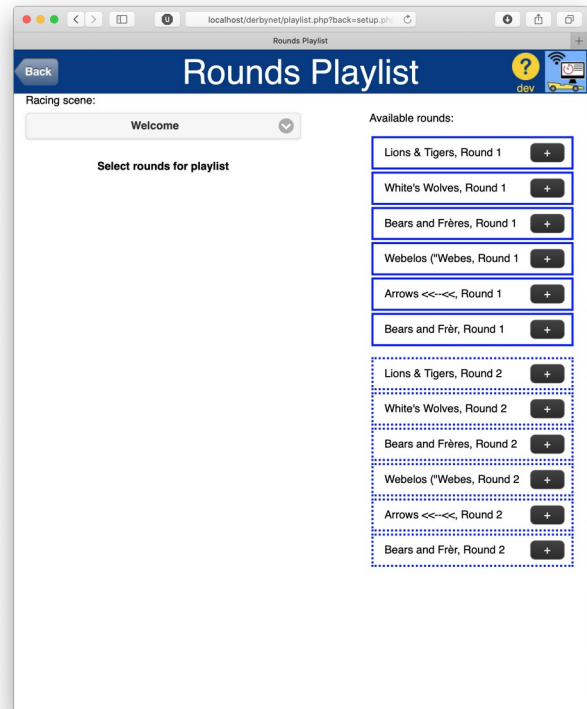 localhost/derbynet/playlist.php?back=setup.ph
Rounds Playlist
Back
Rounds Playlist
?
dev
Racing scene:
Welcome
Select rounds for playlist
Available rounds:
Lions & Tigers, Round 1 +
White's Wolves, Round 1 +
Bears and Frères, Round 1 +
Webelos ("Webes, Round 1 +
Arrows <<--<<, Round 1 +
Bears and Frèr, Round 1 +
Lions & Tigers, Round 2 +
White's Wolves, Round 2 +
Bears and Frères, Round 2 +
Webelos ("Webes, Round 2 +
Arrows <<--<<, Round 2 +
Bears and Frèr, Round 2 +